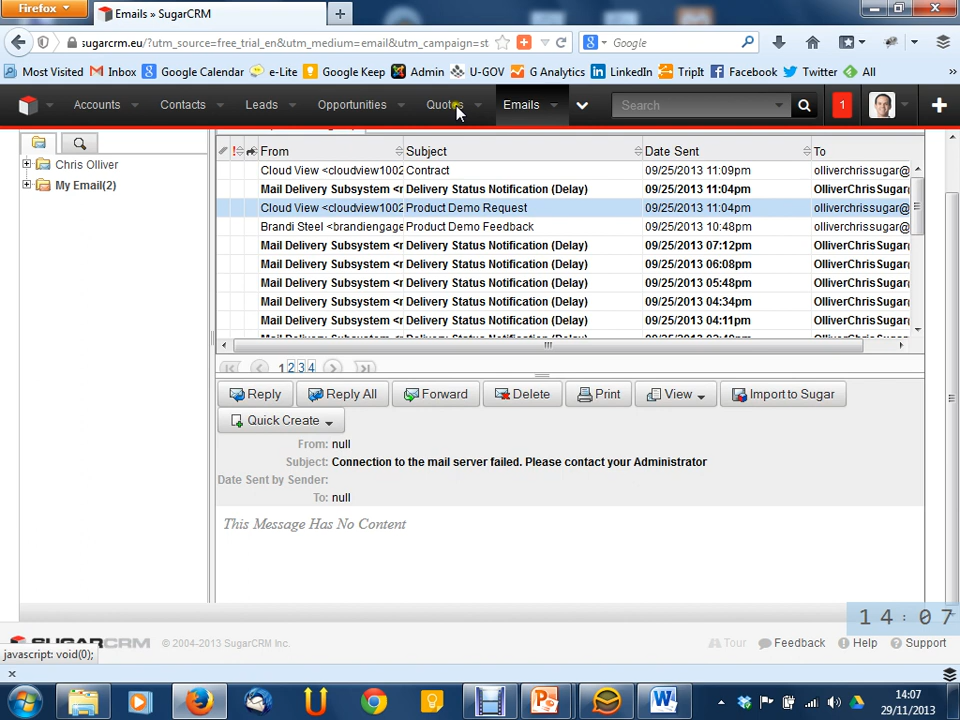 Firefox
Emails » SugarCRM
sugarcrm.eu/?utm_source=free_trial_en&utm_medium=email&utm_campaign=st
Google
Most Visited Inbox Google Calendar e-Lite Google Keep Admin U-GOV G Analytics LinkedIn TripIt Facebook Twitter All »
Accounts Contacts Leads Opportunities Quotes Emails Search 1
From Subject Date Sent To
Chris Olliver
My Email(2)
Cloud View <cloudview1002 Contract 09/25/2013 11:09pm olliverchrissugar@
Mail Delivery Subsystem <r Delivery Status Notification (Delay) 09/25/2013 11:04pm olliverchrissugar@
Cloud View <cloudview1002 Product Demo Request 09/25/2013 11:04pm olliverchrissugar@
Brandi Steel <brandiengage Product Demo Feedback 09/25/2013 10:48pm olliverchrissugar@
Mail Delivery Subsystem <r Delivery Status Notification (Delay) 09/25/2013 07:12pm OlliverChrisSugar
Mail Delivery Subsystem <r Delivery Status Notification (Delay) 09/25/2013 06:08pm OlliverChrisSugar
Mail Delivery Subsystem <r Delivery Status Notification (Delay) 09/25/2013 05:48pm OlliverChrisSugar
Mail Delivery Subsystem <r Delivery Status Notification (Delay) 09/25/2013 04:34pm OlliverChrisSugar
Mail Delivery Subsystem <r Delivery Status Notification (Delay) 09/25/2013 04:11pm OlliverChrisSugar
1 2 3 4
Reply Reply All Forward Delete Print View Import to Sugar
Quick Create
From: null
Subject: Connection to the mail server failed. Please contact your Administrator
Date Sent by Sender:
To: null
This Message Has No Content
14:07
SUGARCRM © 2004-2013 SugarCRM Inc. Tour Feedback Help Support
javascript: void(0);
14:07
29/11/2013